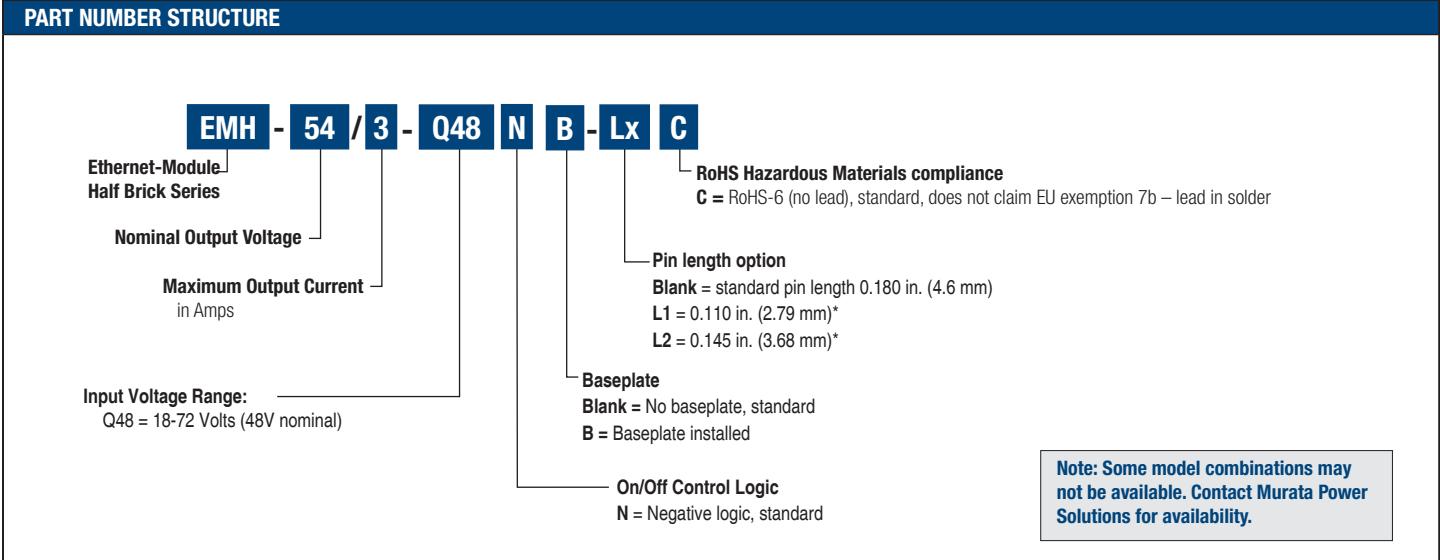 PART NUMBER STRUCTURE
EMH - 54 / 3 - Q48 N B - Lx C
Ethernet-Module
Half Brick Series
RoHS Hazardous Materials compliance
C = RoHS-6 (no lead), standard, does not claim EU exemption 7b – lead in solder
Nominal Output Voltage
Maximum Output Current
in Amps
Pin length option
Blank = standard pin length 0.180 in. (4.6 mm)
L1 = 0.110 in. (2.79 mm)*
L2 = 0.145 in. (3.68 mm)*
Input Voltage Range:
Q48 = 18-72 Volts (48V nominal)
Baseplate
Blank = No baseplate, standard
B = Baseplate installed
On/Off Control Logic
N = Negative logic, standard
Note: Some model combinations may
not be available. Contact Murata Power
Solutions for availability.